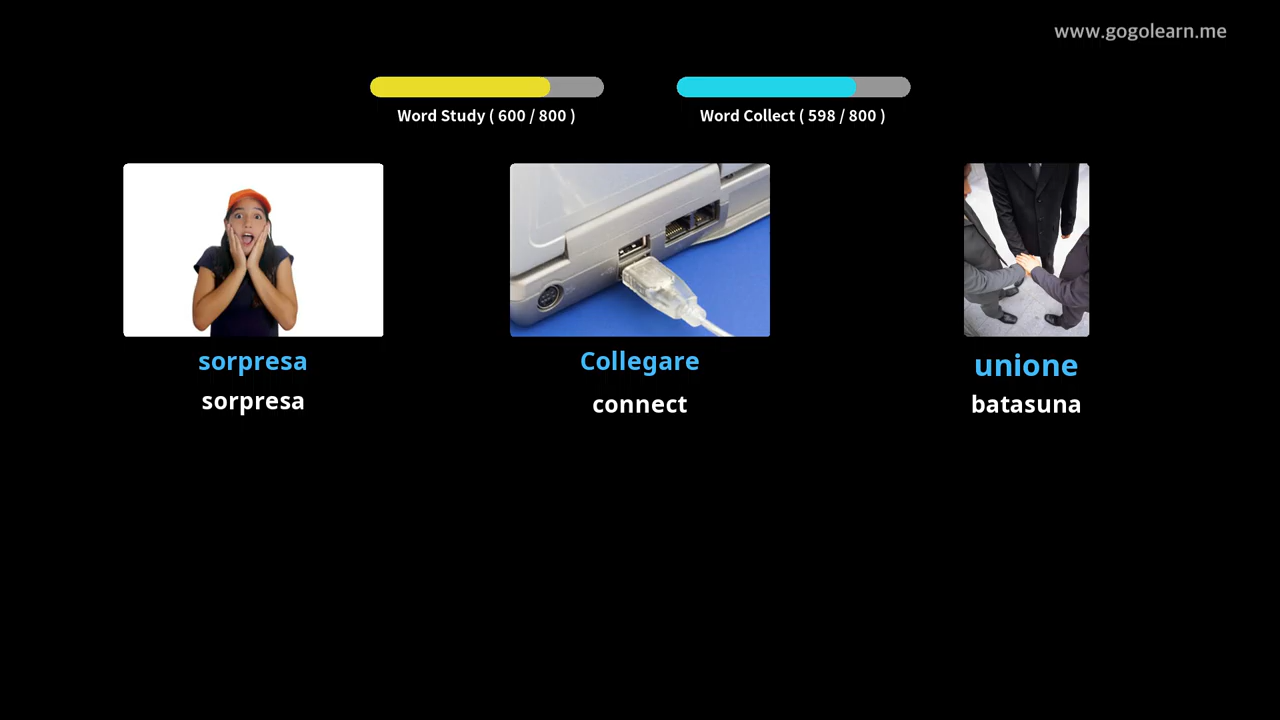 www.gogolearn.me
Word Study ( 600 / 800 )
Word Collect ( 598 / 800 )
sorpresa
sorpresa
Collegare
connect
unione
batasuna